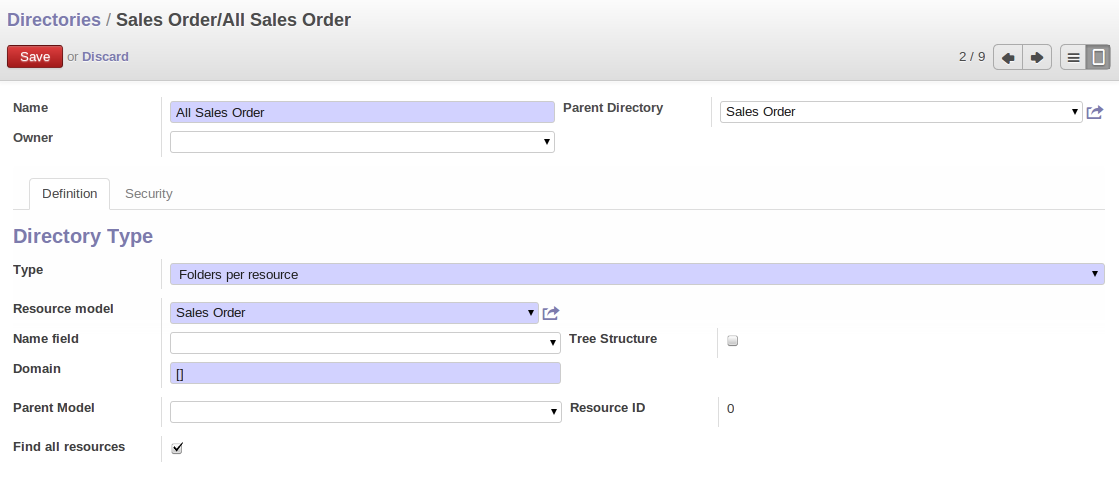 Directories / Sales Order/All Sales Order
Save or Discard 2 / 9
Name All Sales Order Parent Directory Sales Order
Owner
Definition Security
Directory Type
Type Folders per resource
Resource model Sales Order
Name field Tree Structure
Domain []
Parent Model Resource ID 0
Find all resources